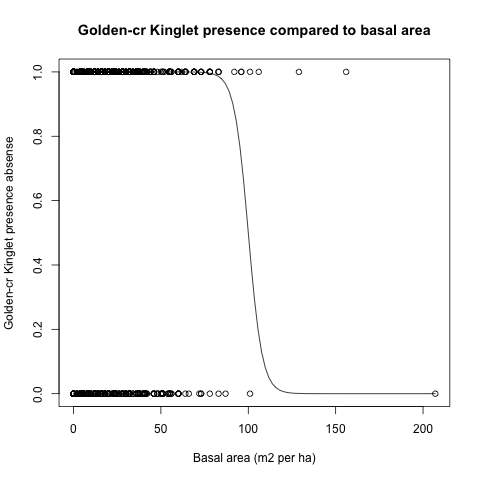 Golden-cr Kinglet presence compared to basal area
Golden-cr Kinglet presence absense
1.0
0.8
0.6
0.4
0.2
0.0
0 50 100 150 200
Basal area (m2 per ha)